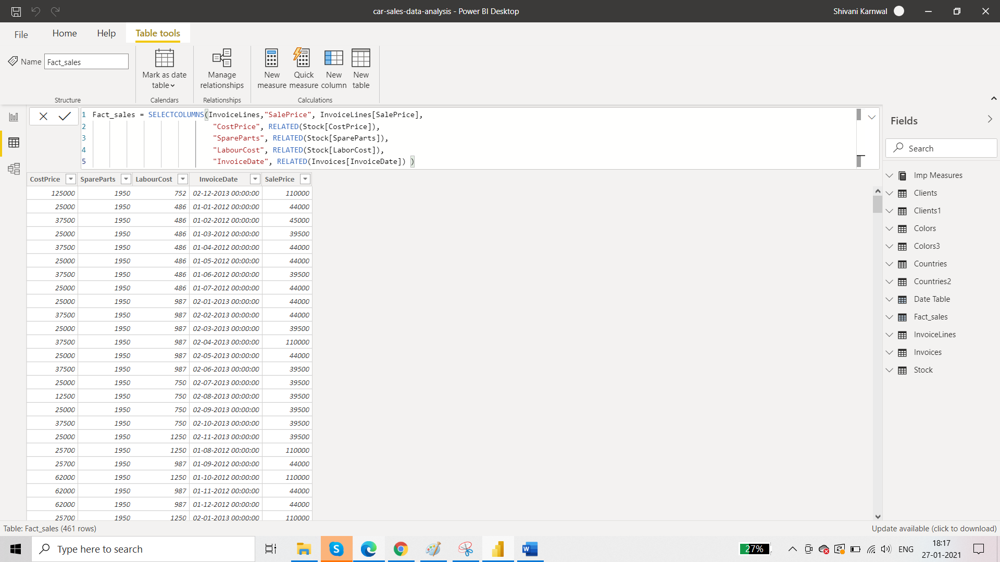 car-sales-data-analysis - Power BI Desktop
Shivani Karnwal
File
Home
Help
Table tools
Name
Fact_sales
Mark as date
table
Manage
relationships
New
measure
Quick
measure
New
column
New
table
Structure
Calendars
Relationships
Calculations
1 Fact_sales = SELECTCOLUMNS(InvoiceLines,"SalePrice", InvoiceLines[SalePrice],
2 "CostPrice", RELATED(Stock[CostPrice]),
3 "SpareParts", RELATED(Stock[SpareParts]),
4 "LabourCost", RELATED(Stock[LaborCost]),
5 "InvoiceDate", RELATED(Invoices[InvoiceDate]) )
CostPrice SpareParts LabourCost InvoiceDate SalePrice
125000 1950 752 02-12-2013 00:00:00 110000
25000 1950 486 01-01-2012 00:00:00 44000
37500 1950 486 01-02-2012 00:00:00 45000
25000 1950 486 01-03-2012 00:00:00 39500
37500 1950 486 01-04-2012 00:00:00 44000
25000 1950 486 01-05-2012 00:00:00 44000
37500 1950 486 01-06-2012 00:00:00 39500
25000 1950 486 01-07-2012 00:00:00 44000
25000 1950 987 02-01-2013 00:00:00 44000
37500 1950 987 02-02-2013 00:00:00 44000
25000 1950 987 02-03-2013 00:00:00 39500
37500 1950 987 02-04-2013 00:00:00 110000
25000 1950 987 02-05-2013 00:00:00 44000
37500 1950 987 02-06-2013 00:00:00 39500
25000 1950 750 02-07-2013 00:00:00 39500
12500 1950 750 02-08-2013 00:00:00 39500
25000 1950 750 02-09-2013 00:00:00 39500
37500 1950 750 02-10-2013 00:00:00 39500
25000 1950 1250 02-11-2013 00:00:00 39500
25700 1950 1250 01-08-2012 00:00:00 110000
25700 1950 987 01-09-2012 00:00:00 44000
62000 1950 1250 01-10-2012 00:00:00 110000
62000 1950 987 01-11-2012 00:00:00 44000
62000 1950 987 01-12-2012 00:00:00 44000
25700 1950 1250 02-01-2013 00:00:00 110000
Fields
Search
Imp Measures
Clients
Clients1
Colors
Colors3
Countries
Countries2
Date Table
Fact_sales
InvoiceLines
Invoices
Stock
Table: Fact_sales (461 rows)
Update available (click to download)
Type here to search
27%
ENG
18:17
27-01-2021